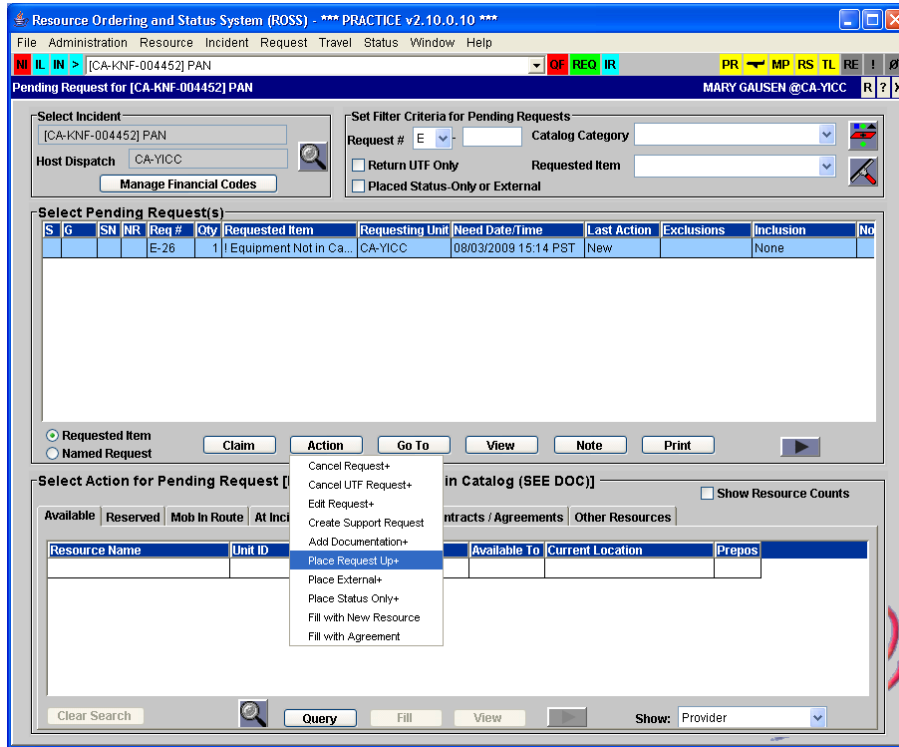 Resource Ordering and Status System (ROSS) - *** PRACTICE v2.10.0.10 ***
File Administration Resource Incident Request Travel Status Window Help
NI IL IN > [CA-KNF-004452] PAN QF REQ IR PR MP RS TL RE !
Pending Request for [CA-KNF-004452] PAN MARY GAUSEN @CA-YICC R ? X
Select Incident
[CA-KNF-004452] PAN
Host Dispatch CA-YICC
Manage Financial Codes
Set Filter Criteria for Pending Requests
Request # E - Catalog Category
Return UTF Only Requested Item
Placed Status-Only or External
Select Pending Request(s)
S G SN NR Req # Qty Requested Item Requesting Unit Need Date/Time Last Action Exclusions Inclusion No
E-26 1 ! Equipment Not in Ca... CA-YICC 08/03/2009 15:14 PST New None
Requested Item
Named Request
Claim Action Go To View Note Print
Cancel Request+
Cancel UTF Request+
Edit Request+
Create Support Request
Add Documentation+
Place Request Up+
Place External+
Place Status Only+
Fill with New Resource
Fill with Agreement
Select Action for Pending Request [ in Catalog (SEE DOC)]
Show Resource Counts
Available Reserved Mob In Route At Inci ntracts / Agreements Other Resources
Resource Name Unit ID Available To Current Location Prepos
Clear Search Query Fill View Show: Provider